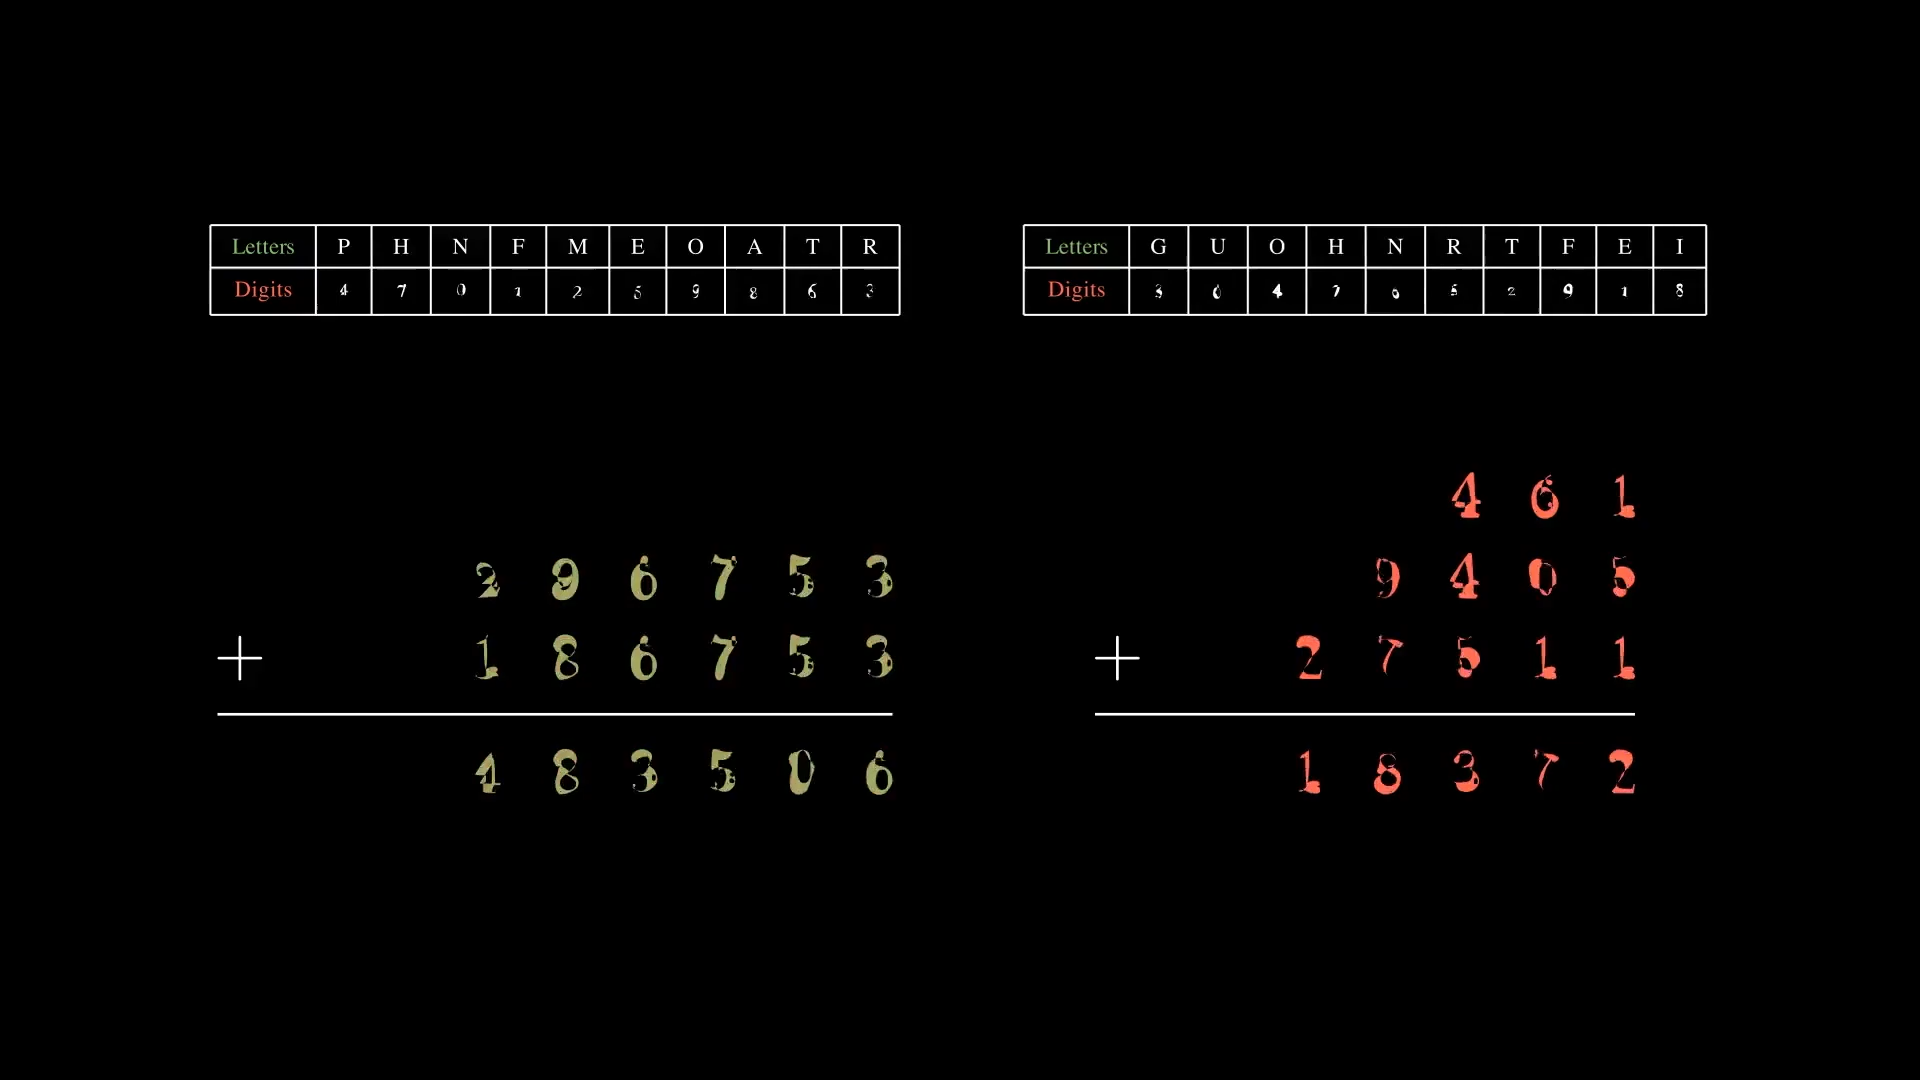 Letters P H N F M E O A T R
Digits 4 7 0 1 2 5 9 8 6 3
2 9 6 7 5 3
+ 1 8 6 7 5 3
4 8 3 5 0 6
Letters G U O H N R T F E I
Digits 3 0 4 7 6 5 2 9 1 8
4 6 1
9 4 0 5
+ 2 7 5 1 1
1 8 3 7 2